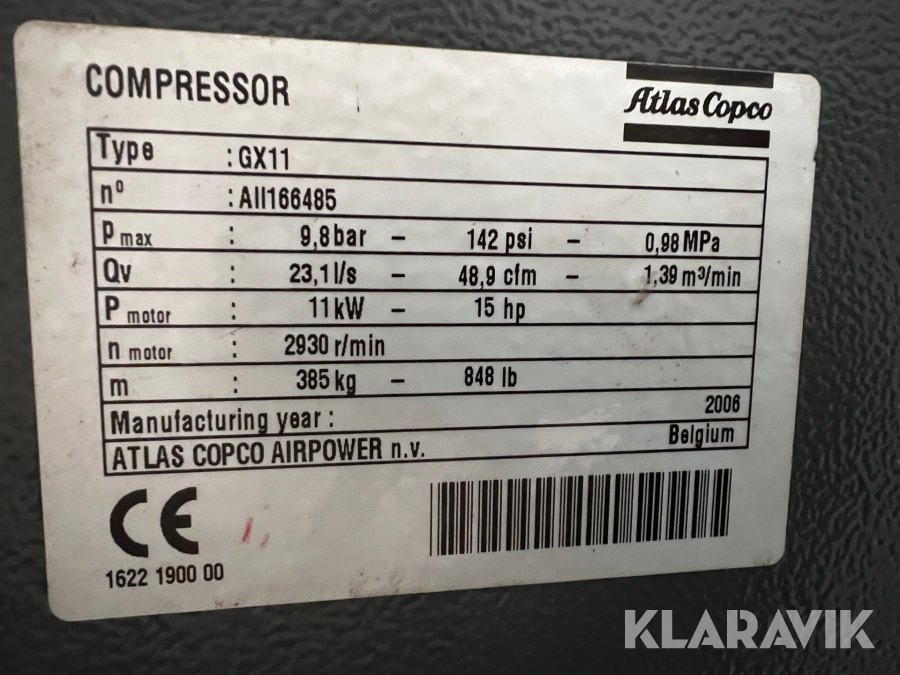 COMPRESSOR
Atlas Copco
Type : GX11
n° : AII166485
P max : 9,8 bar – 142 psi – 0,98 MPa
Qv : 23,1 l/s – 48,9 cfm – 1,39 m³/min
P motor : 11 kW – 15 hp
n motor : 2930 r/min
m : 385 kg – 848 lb
Manufacturing year : 2006
ATLAS COPCO AIRPOWER n.v. Belgium
CE
1622 1900 00
KLARAVIK